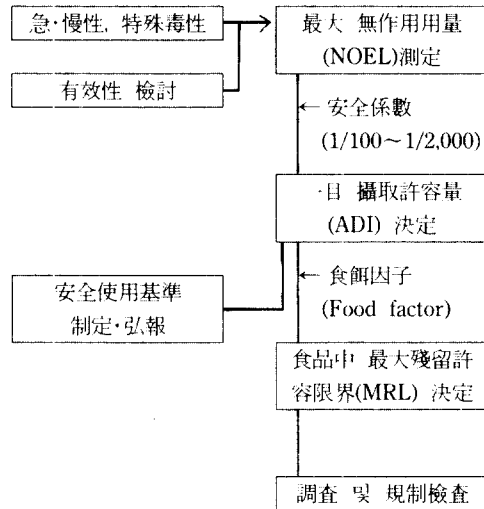 急·慢性, 特殊毒性
有效性 檢討
最大 無作用用量
(NOEL)測定
← 安全係數
(1/100~1/2,000)
一日 攝取許容量
(ADI) 決定
← 食餌因子
(Food factor)
安全使用基準
制定·弘報
食品中 最大殘留許
容限界(MRL) 決定
調査 및 規制檢査